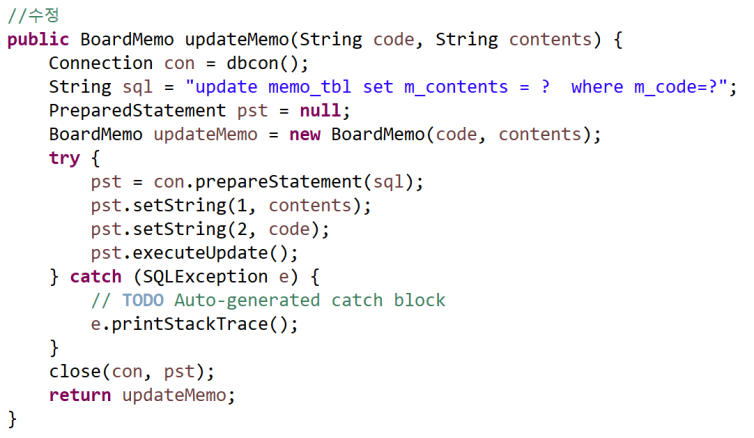 //수정
public BoardMemo updateMemo(String code, String contents) {
    Connection con = dbcon();
    String sql = "update memo_tbl set m_contents = ?  where m_code=?";
    PreparedStatement pst = null;
    BoardMemo updateMemo = new BoardMemo(code, contents);
    try {
        pst = con.prepareStatement(sql);
        pst.setString(1, contents);
        pst.setString(2, code);
        pst.executeUpdate();
    } catch (SQLException e) {
        // TODO Auto-generated catch block
        e.printStackTrace();
    }
    close(con, pst);
    return updateMemo;
}